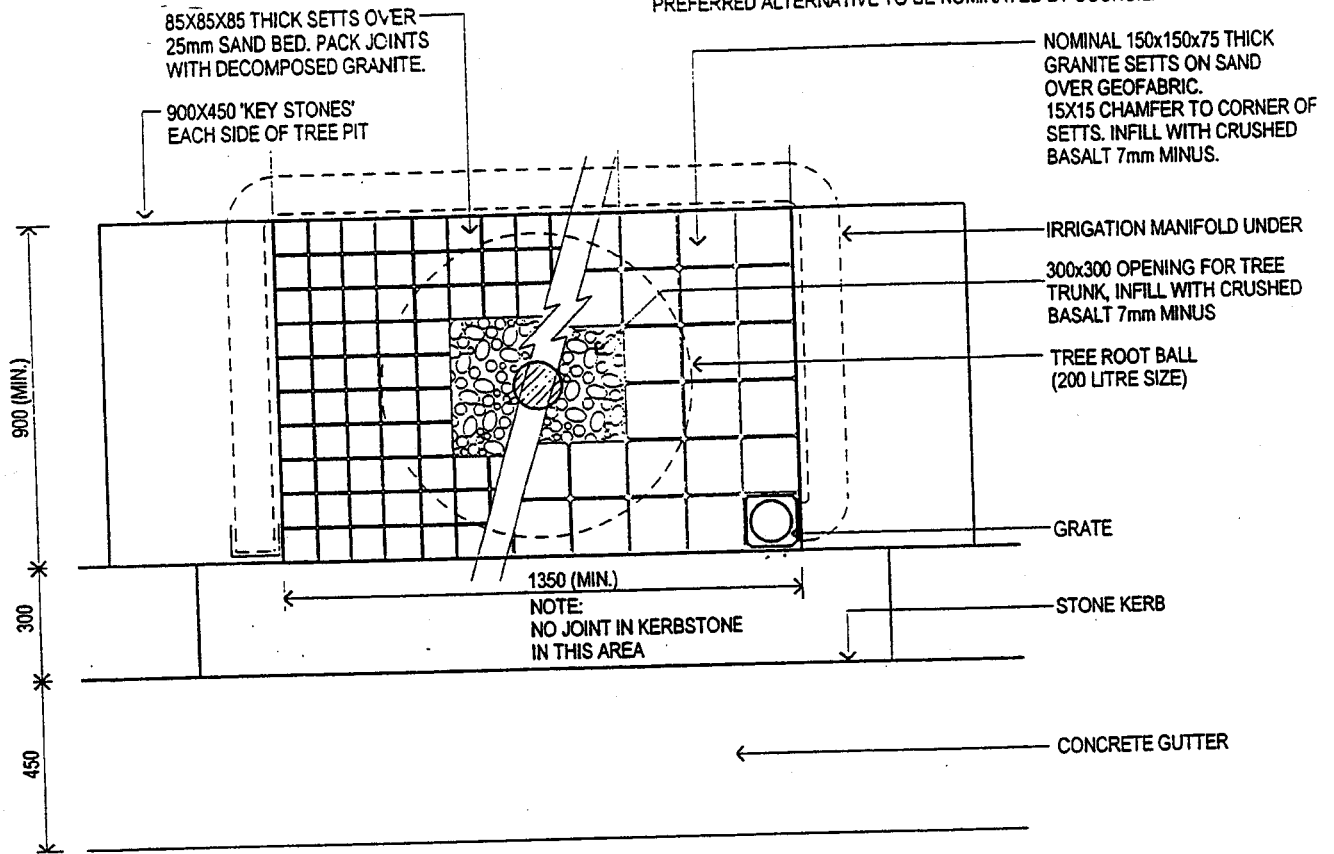 PREFERRED ALTERNATIVE TO BE NOMINATED BY
85X85X85 THICK SETTS OVER
25mm SAND BED. PACK JOINTS
WITH DECOMPOSED GRANITE.
900X450 'KEY STONES'
EACH SIDE OF TREE PIT
NOMINAL 150x150x75 THICK
GRANITE SETTS ON SAND
OVER GEOFABRIC.
15X15 CHAMFER TO CORNER OF
SETTS. INFILL WITH CRUSHED
BASALT 7mm MINUS.
IRRIGATION MANIFOLD UNDER
300x300 OPENING FOR TREE
TRUNK, INFILL WITH CRUSHED
BASALT 7mm MINUS
TREE ROOT BALL
(200 LITRE SIZE)
900 (MIN.)
GRATE
1350 (MIN.)
NOTE:
NO JOINT IN KERBSTONE
IN THIS AREA
300
STONE KERB
450
CONCRETE GUTTER